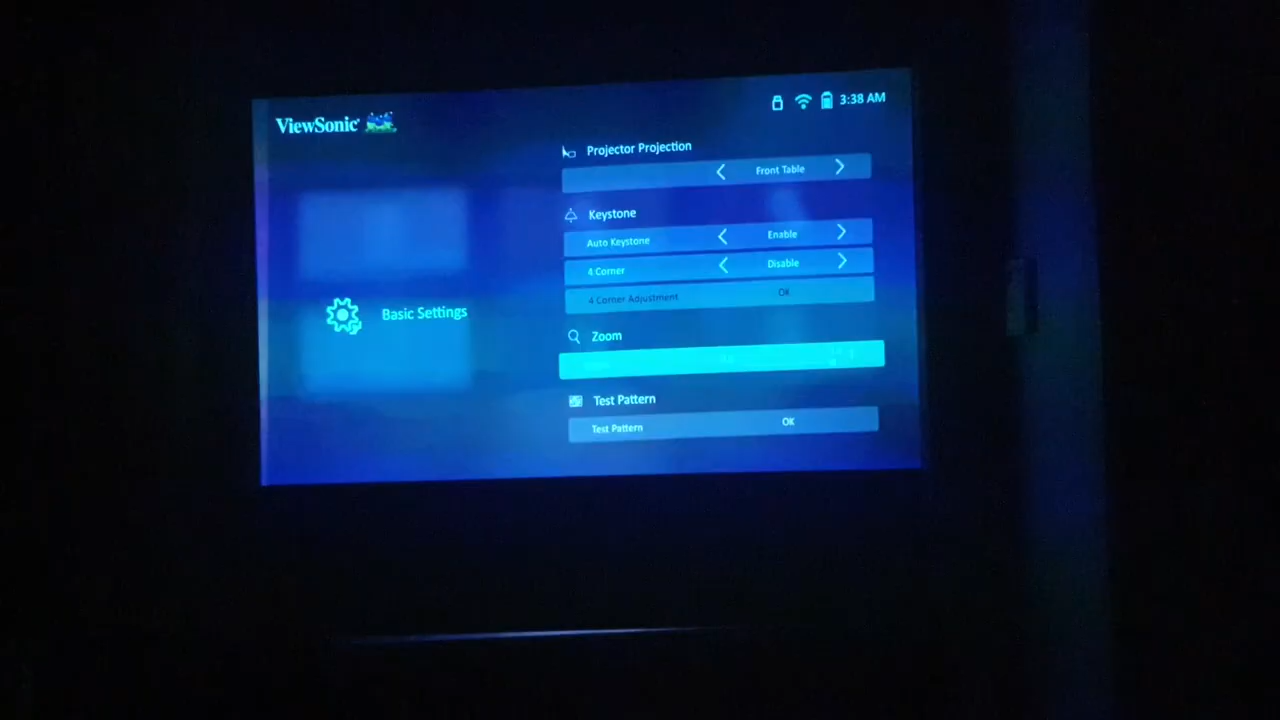 ViewSonic
3:38 AM
Projector Projection
Front Table
Keystone
Auto Keystone Enable
4 Corner Disable
4 Corner Adjustment OK
Basic Settings
Zoom
Test Pattern
Test Pattern OK